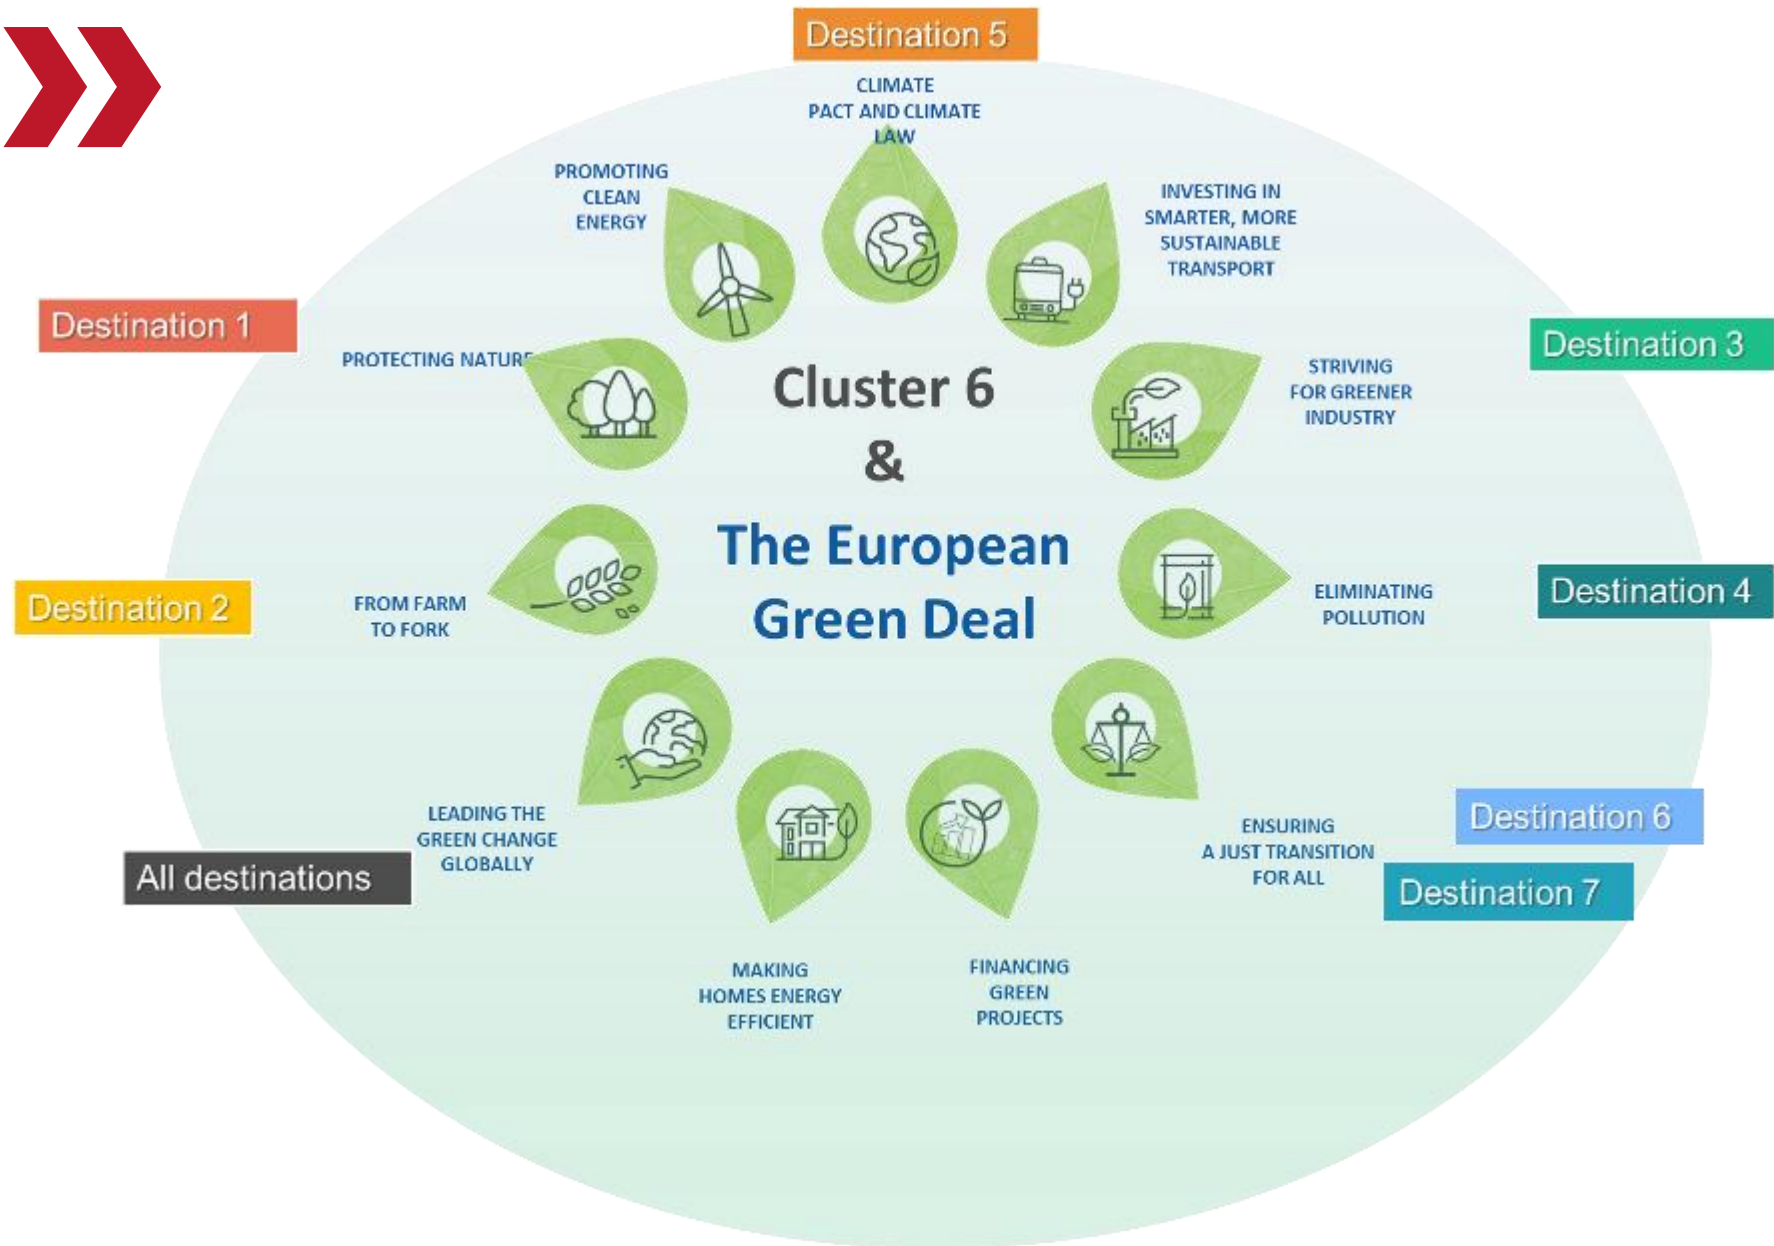 Destination 5
CLIMATE
PACT AND CLIMATE
LAW
PROMOTING
CLEAN
ENERGY
INVESTING IN
SMARTER, MORE
SUSTAINABLE
TRANSPORT
Destination 1
PROTECTING NATURE
Destination 3
STRIVING
FOR GREENER
INDUSTRY
Cluster 6
&
The European
Green Deal
Destination 2
FROM FARM
TO FORK
Destination 4
ELIMINATING
POLLUTION
LEADING THE
GREEN CHANGE
GLOBALLY
All destinations
ENSURING
A JUST TRANSITION
FOR ALL
Destination 6
Destination 7
MAKING
HOMES ENERGY
EFFICIENT
FINANCING
GREEN
PROJECTS